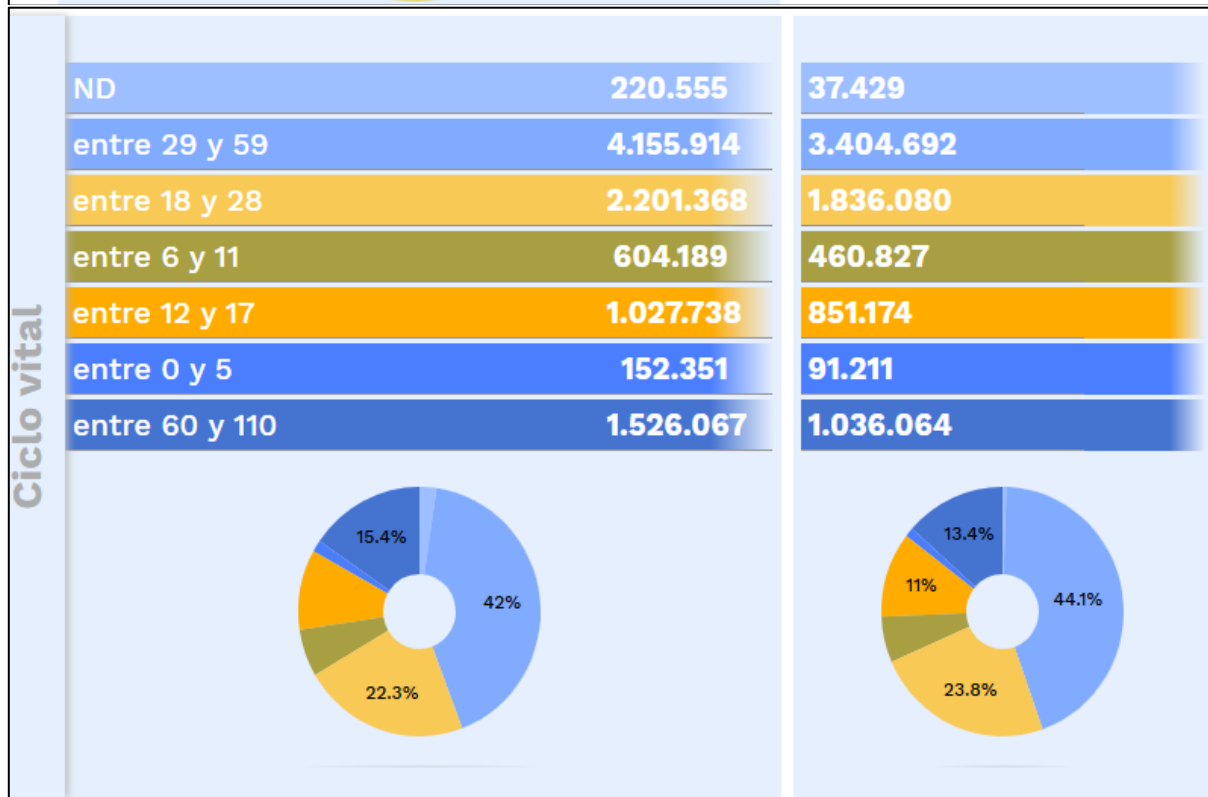 Ciclo vital
ND 220.555 37.429
entre 29 y 59 4.155.914 3.404.692
entre 18 y 28 2.201.368 1.836.080
entre 6 y 11 604.189 460.827
entre 12 y 17 1.027.738 851.174
entre 0 y 5 152.351 91.211
entre 60 y 110 1.526.067 1.036.064
15.4%
42%
22.3%
13.4%
11%
44.1%
23.8%